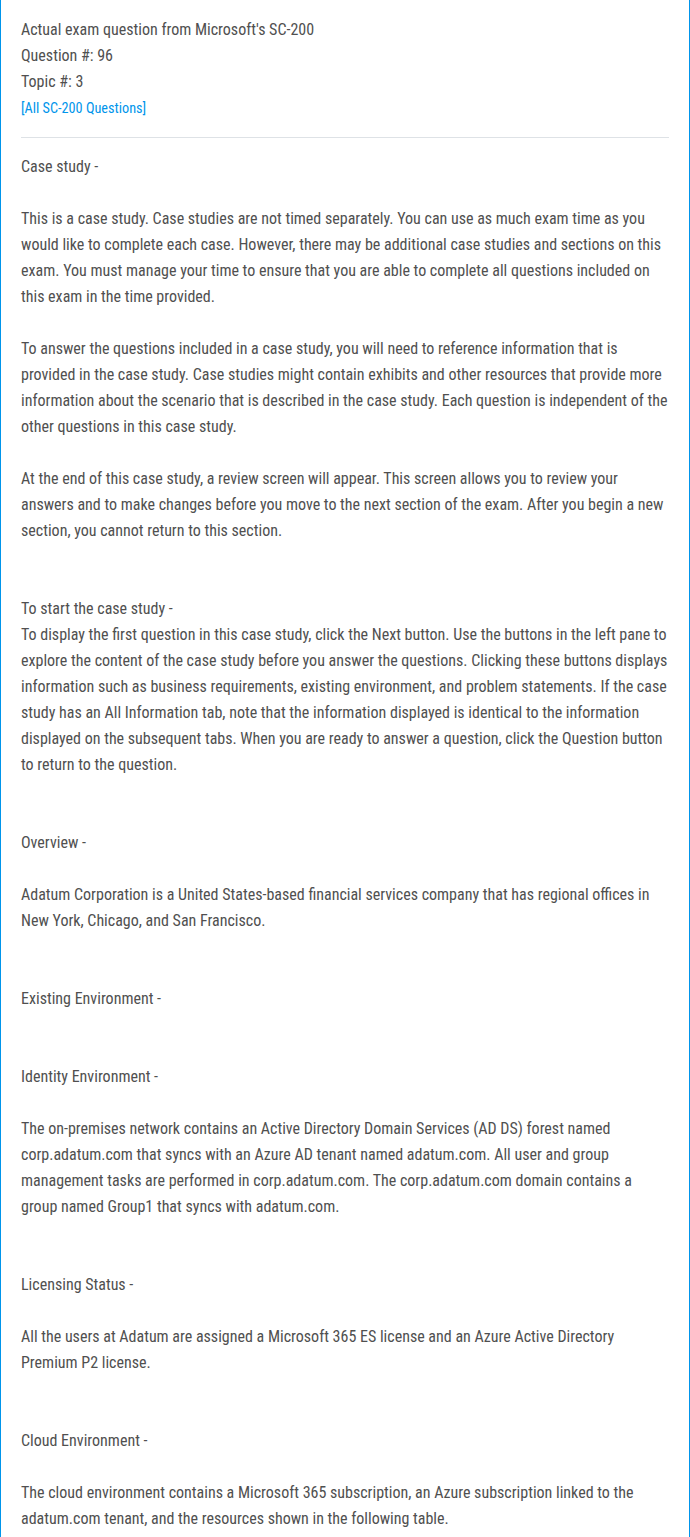 Actual exam question from Microsoft's SC-200
Question #: 96
Topic #: 3
[All SC-200 Questions]
Case study -
This is a case study. Case studies are not timed separately. You can use as much exam time as you
would like to complete each case. However, there may be additional case studies and sections on this
exam. You must manage your time to ensure that you are able to complete all questions included on
this exam in the time provided.
To answer the questions included in a case study, you will need to reference information that is
provided in the case study. Case studies might contain exhibits and other resources that provide more
information about the scenario that is described in the case study. Each question is independent of the
other questions in this case study.
At the end of this case study, a review screen will appear. This screen allows you to review your
answers and to make changes before you move to the next section of the exam. After you begin a new
section, you cannot return to this section.
To start the case study -
To display the first question in this case study, click the Next button. Use the buttons in the left pane to
explore the content of the case study before you answer the questions. Clicking these buttons displays
information such as business requirements, existing environment, and problem statements. If the case
study has an All Information tab, note that the information displayed is identical to the information
displayed on the subsequent tabs. When you are ready to answer a question, click the Question button
to return to the question.
Overview -
Adatum Corporation is a United States-based financial services company that has regional offices in
New York, Chicago, and San Francisco.
Existing Environment -
Identity Environment -
The on-premises network contains an Active Directory Domain Services (AD DS) forest named
corp.adatum.com that syncs with an Azure AD tenant named adatum.com. All user and group
management tasks are performed in corp.adatum.com. The corp.adatum.com domain contains a
group named Group1 that syncs with adatum.com.
Licensing Status -
All the users at Adatum are assigned a Microsoft 365 ES license and an Azure Active Directory
Premium P2 license.
Cloud Environment -
The cloud environment contains a Microsoft 365 subscription, an Azure subscription linked to the
adatum.com tenant, and the resources shown in the following table.